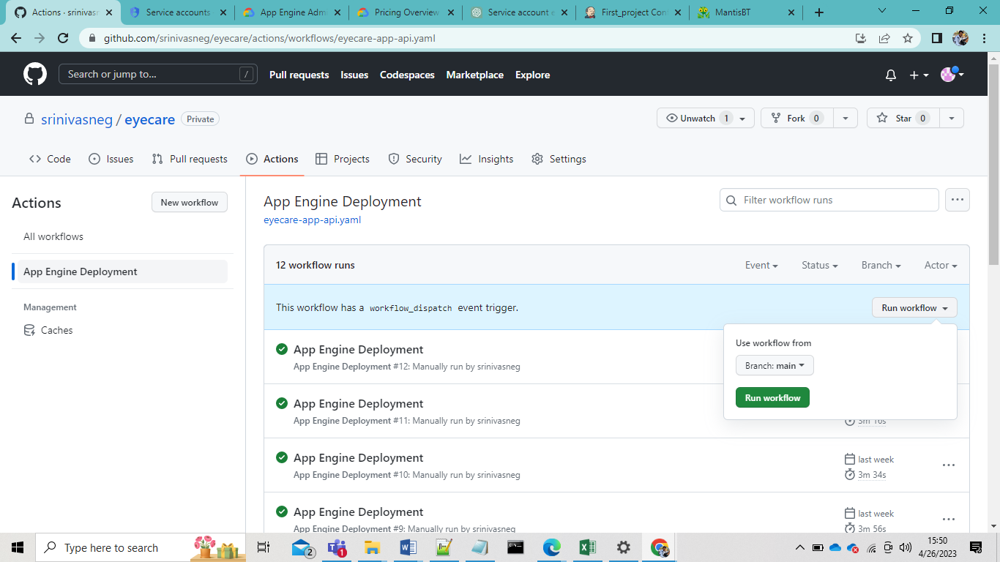 Actions · srinivasn
Service accounts
App Engine Adm
Pricing Overview
Service account e
First_project Con
MantisBT
github.com/srinivasneg/eyecare/actions/workflows/eyecare-app-api.yaml
Search or jump to...
/
Pull requests
Issues
Codespaces
Marketplace
Explore
srinivasneg / eyecare
Private
Unwatch 1
Fork 0
Star 0
Code
Issues
Pull requests
Actions
Projects
Security
Insights
Settings
Actions
New workflow
All workflows
App Engine Deployment
Management
Caches
App Engine Deployment
eyecare-app-api.yaml
Filter workflow runs
12 workflow runs
Event
Status
Branch
Actor
This workflow has a workflow_dispatch event trigger.
Run workflow
Use workflow from
Branch: main
Run workflow
App Engine Deployment
App Engine Deployment #12: Manually run by srinivasneg
App Engine Deployment
App Engine Deployment #11: Manually run by srinivasneg
3m 16s
App Engine Deployment
App Engine Deployment #10: Manually run by srinivasneg
last week
3m 34s
App Engine Deployment
App Engine Deployment #9: Manually run by srinivasneg
last week
3m 56s
Type here to search
2
1
15:50
4/26/2023